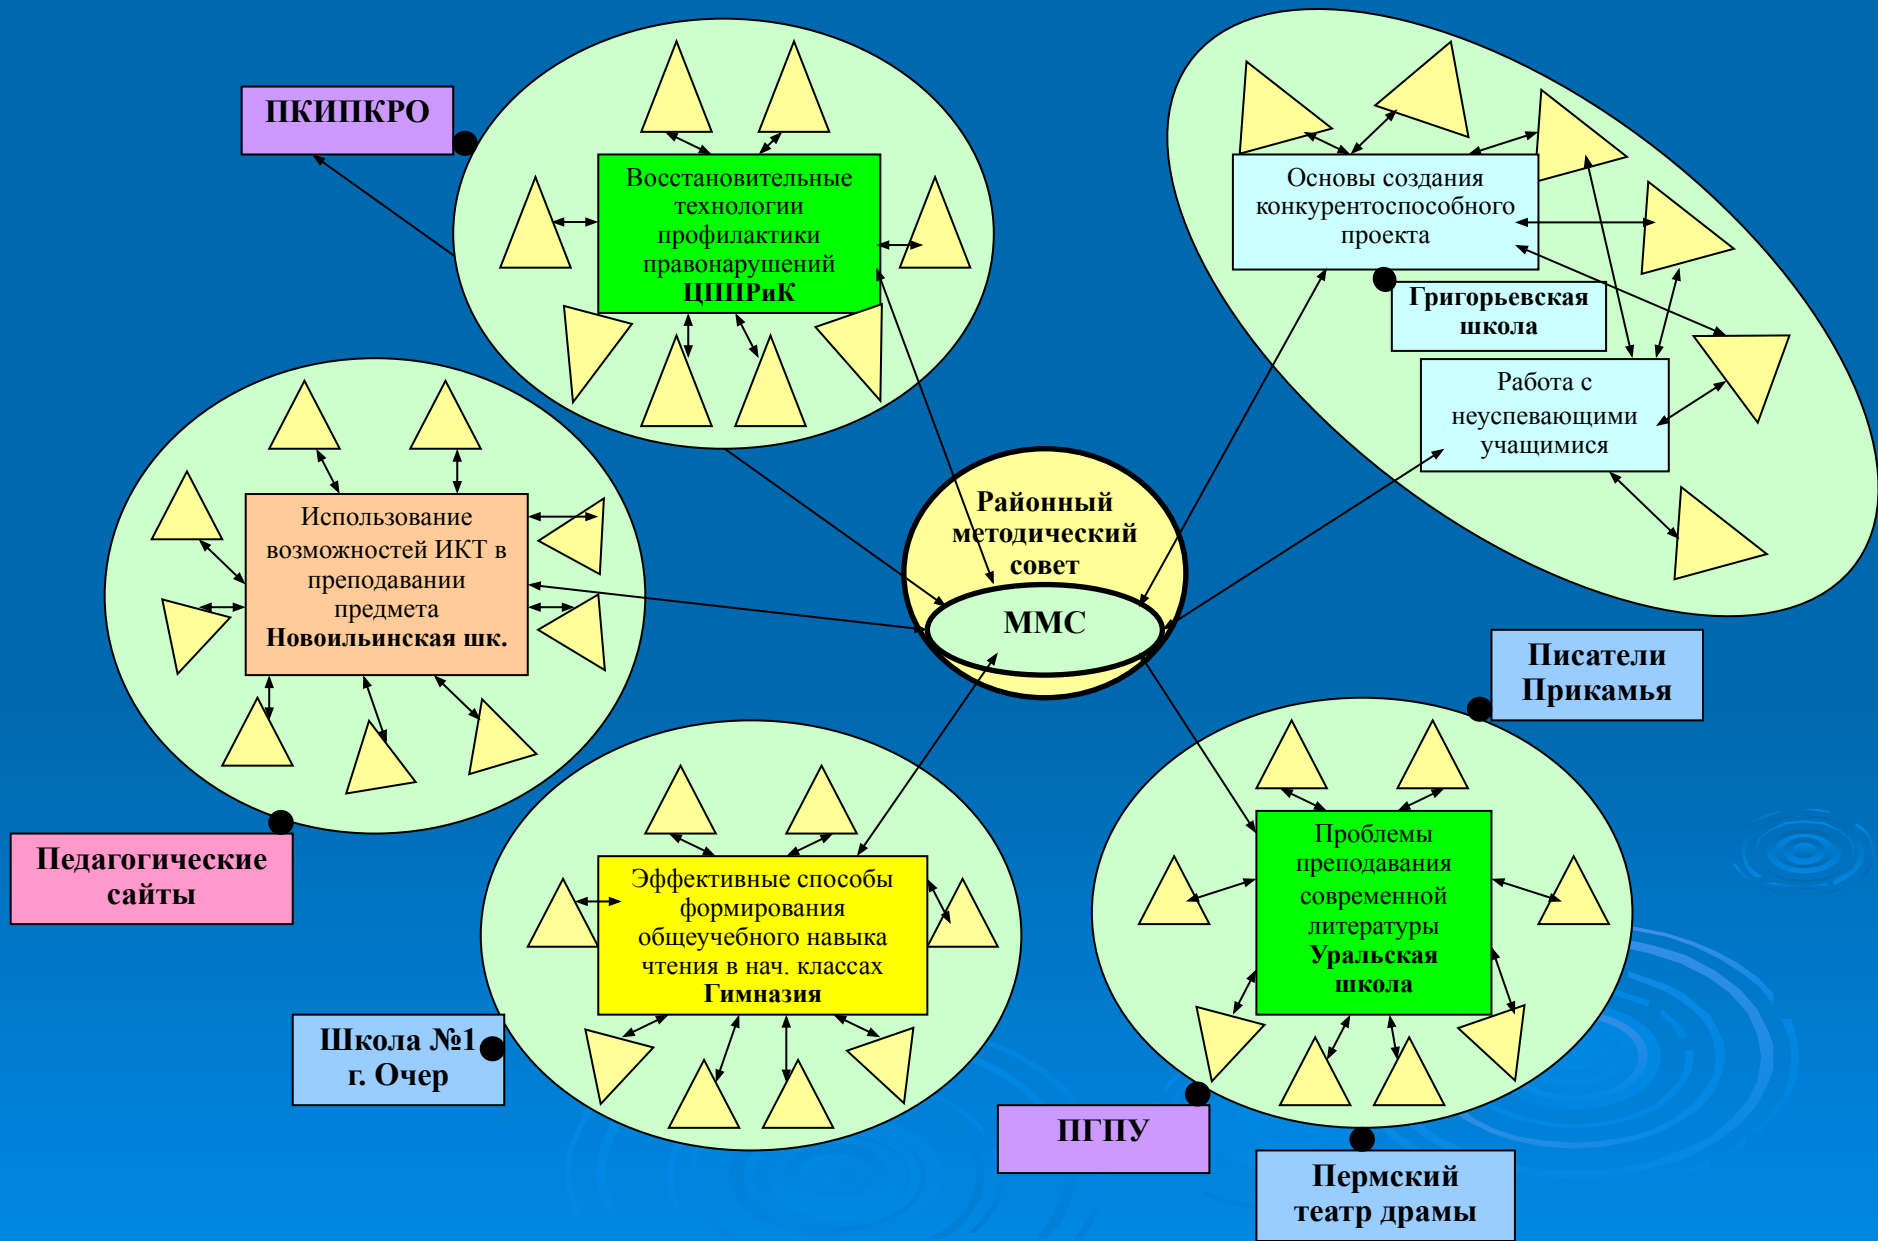 ПКИПКРО
Восстановительные
технологии
профилактики
правонарушений
ЦППРиК
Основы создания
конкурентоспособного
проекта
Григорьевская
школа
Работа с
неуспевающими
учащимися
Использование
возможностей ИКТ в
преподавании
предмета
Новоильинская шк.
Районный
методический
совет
ММС
Педагогические
сайты
Эффективные способы
формирования
общеучебного навыка
чтения в нач. классах
Гимназия
Школа №1
г. Очер
Писатели
Прикамья
Проблемы
преподавания
современной
литературы
Уральская
школа
ПГПУ
Пермский
театр драмы